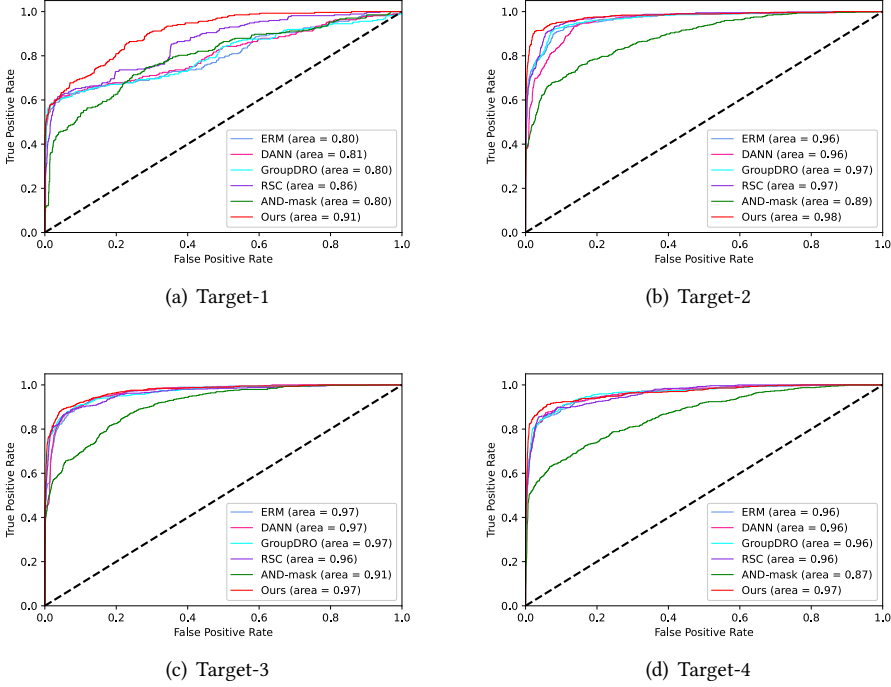 1.0
0.8
0.6
0.4
0.2
0.0
True Positive Rate
ERM (area = 0.80)
DANN (area = 0.81)
GroupDRO (area = 0.80)
RSC (area = 0.86)
AND-mask (area = 0.80)
Ours (area = 0.91)
0.0 0.2 0.4 0.6 0.8 1.0
False Positive Rate
(a) Target-1
1.0
0.8
0.6
0.4
0.2
0.0
True Positive Rate
ERM (area = 0.96)
DANN (area = 0.96)
GroupDRO (area = 0.97)
RSC (area = 0.97)
AND-mask (area = 0.89)
Ours (area = 0.98)
0.0 0.2 0.4 0.6 0.8 1.0
False Positive Rate
(b) Target-2
1.0
0.8
0.6
0.4
0.2
0.0
True Positive Rate
ERM (area = 0.97)
DANN (area = 0.97)
GroupDRO (area = 0.97)
RSC (area = 0.96)
AND-mask (area = 0.91)
Ours (area = 0.97)
0.0 0.2 0.4 0.6 0.8 1.0
False Positive Rate
(c) Target-3
1.0
0.8
0.6
0.4
0.2
0.0
True Positive Rate
ERM (area = 0.96)
DANN (area = 0.96)
GroupDRO (area = 0.96)
RSC (area = 0.96)
AND-mask (area = 0.87)
Ours (area = 0.97)
0.0 0.2 0.4 0.6 0.8 1.0
False Positive Rate
(d) Target-4